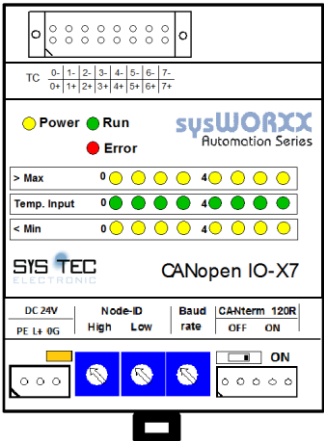 TC 0- 1- 2- 3- 4- 5- 6- 7-
0+ 1+ 2+ 3+ 4+ 5+ 6+ 7+
Power Run
Error
sysWORXX
Automation Series
> Max 0 4
Temp. Input 0 4
< Min 0 4
SYS TEC
ELECTRONIC
CANopen IO-X7
DC 24V Node-ID Baud CANterm 120R
PE L+ 0G High Low rate OFF ON
ON